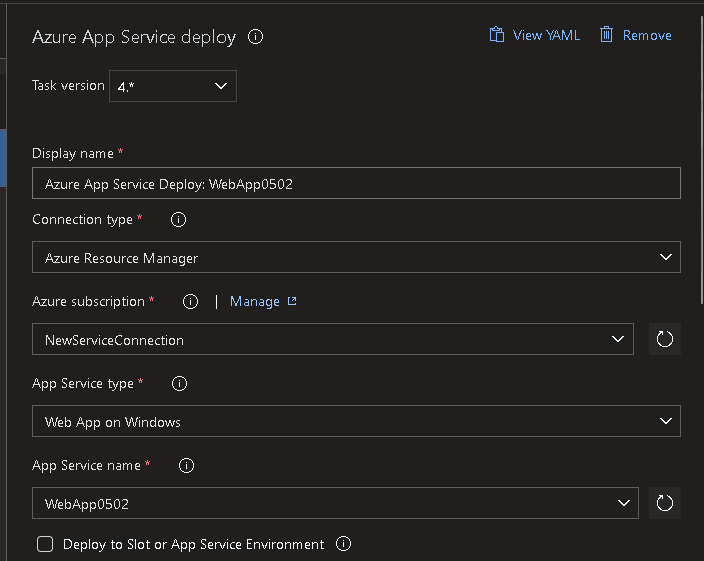 Azure App Service deploy
View YAML
Remove
Task version 4.*
Display name *
Azure App Service Deploy: WebApp0502
Connection type *
Azure Resource Manager
Azure subscription * | Manage
NewServiceConnection
App Service type *
Web App on Windows
App Service name *
WebApp0502
Deploy to Slot or App Service Environment